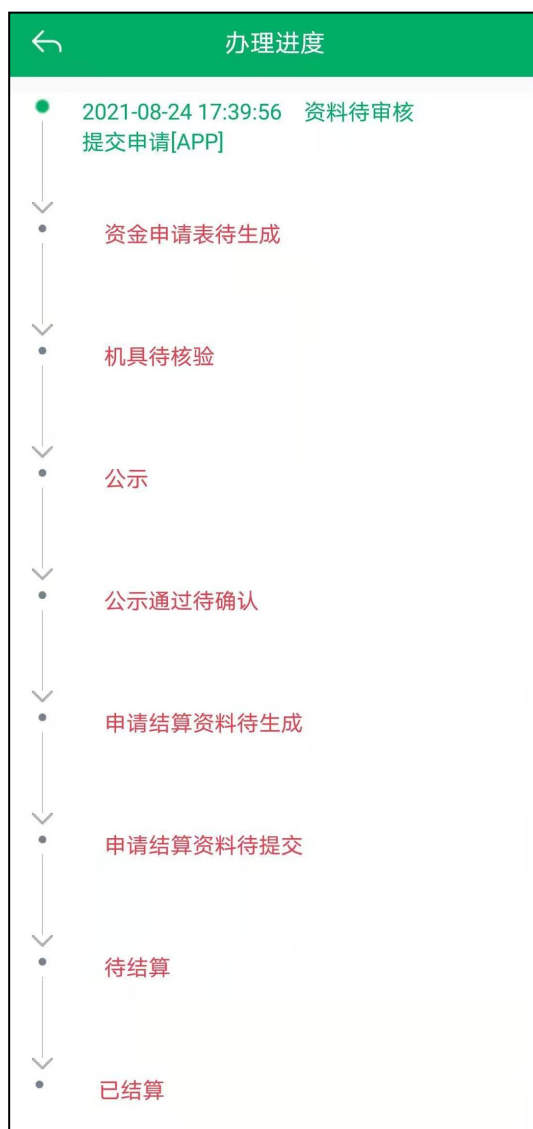 办理进度
2021-08-24 17:39:56 资料待审核
提交申请[APP]
资金申请表待生成
机具待核验
公示
公示通过待确认
申请结算资料待生成
申请结算资料待提交
待结算
已结算